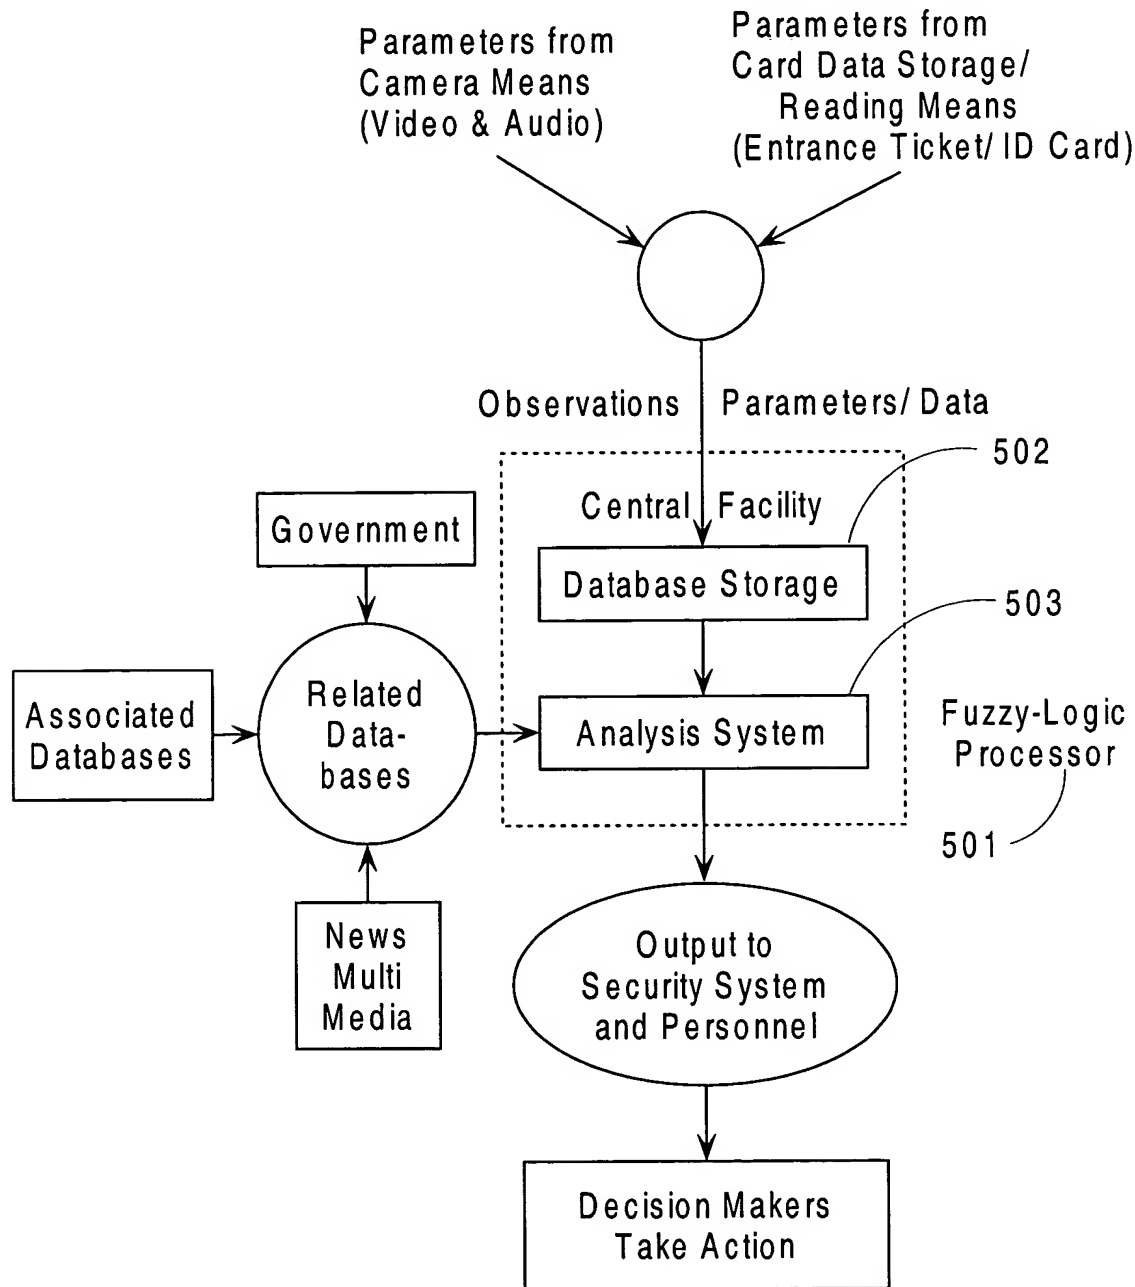 Parameters from
Camera Means
(Video & Audio)
Parameters from
Card Data Storage/
Reading Means
(Entrance Ticket/ ID Card)
Observations
Parameters/ Data
502
Central Facility
Government
Database Storage
503
Associated
Databases
Related
Data-
bases
Analysis System
Fuzzy-Logic
Processor
501
News
Multi
Media
Output to
Security System
and Personnel
Decision Makers
Take Action